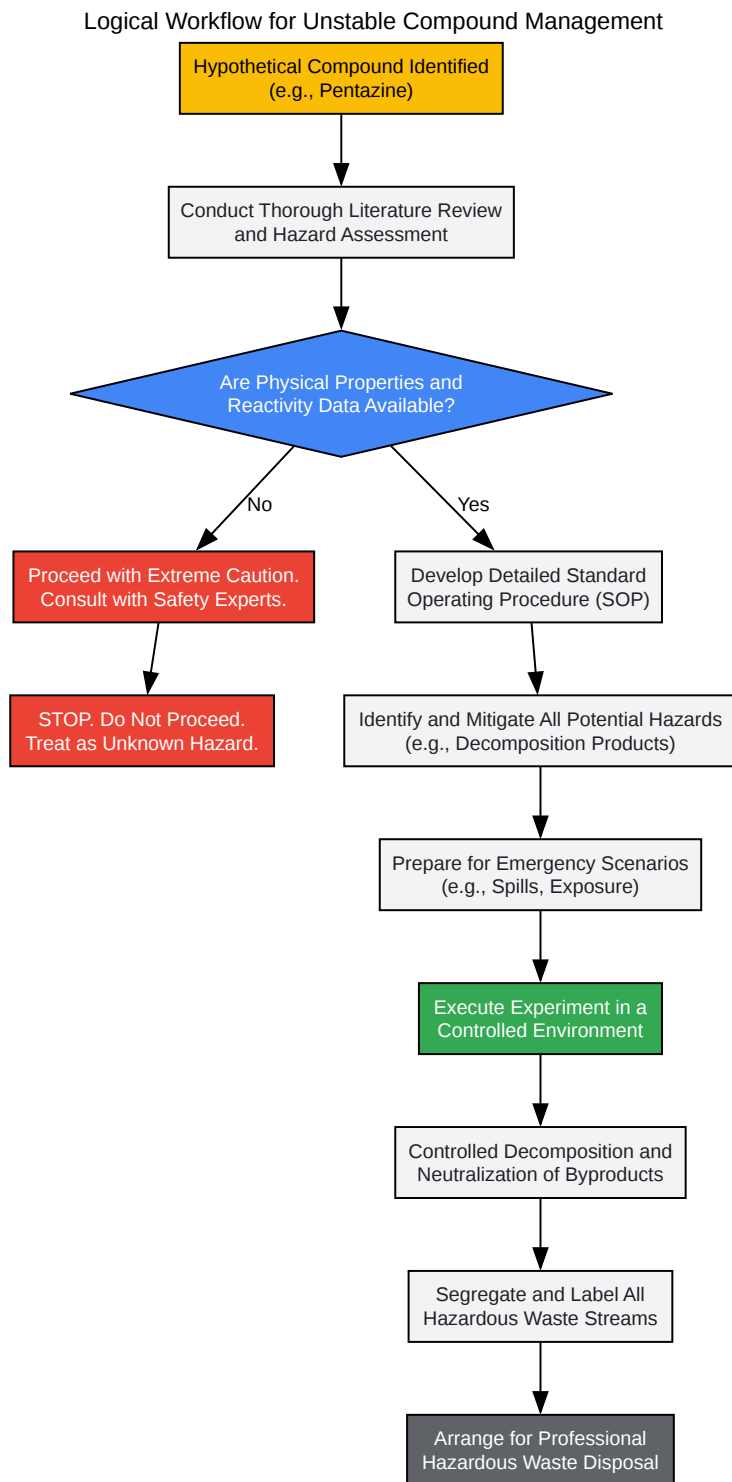 Logical Workflow for Unstable Compound Management
Hypothetical Compound Identified
(e.g., Pentazine)
Conduct Thorough Literature Review
and Hazard Assessment
Are Physical Properties and
Reactivity Data Available?
No
Yes
Proceed with Extreme Caution.
Consult with Safety Experts.
Develop Detailed Standard
Operating Procedure (SOP)
STOP. Do Not Proceed.
Treat as Unknown Hazard.
Identify and Mitigate All Potential Hazards
(e.g., Decomposition Products)
Prepare for Emergency Scenarios
(e.g., Spills, Exposure)
Execute Experiment in a
Controlled Environment
Controlled Decomposition and
Neutralization of Byproducts
Segregate and Label All
Hazardous Waste Streams
Arrange for Professional
Hazardous Waste Disposal